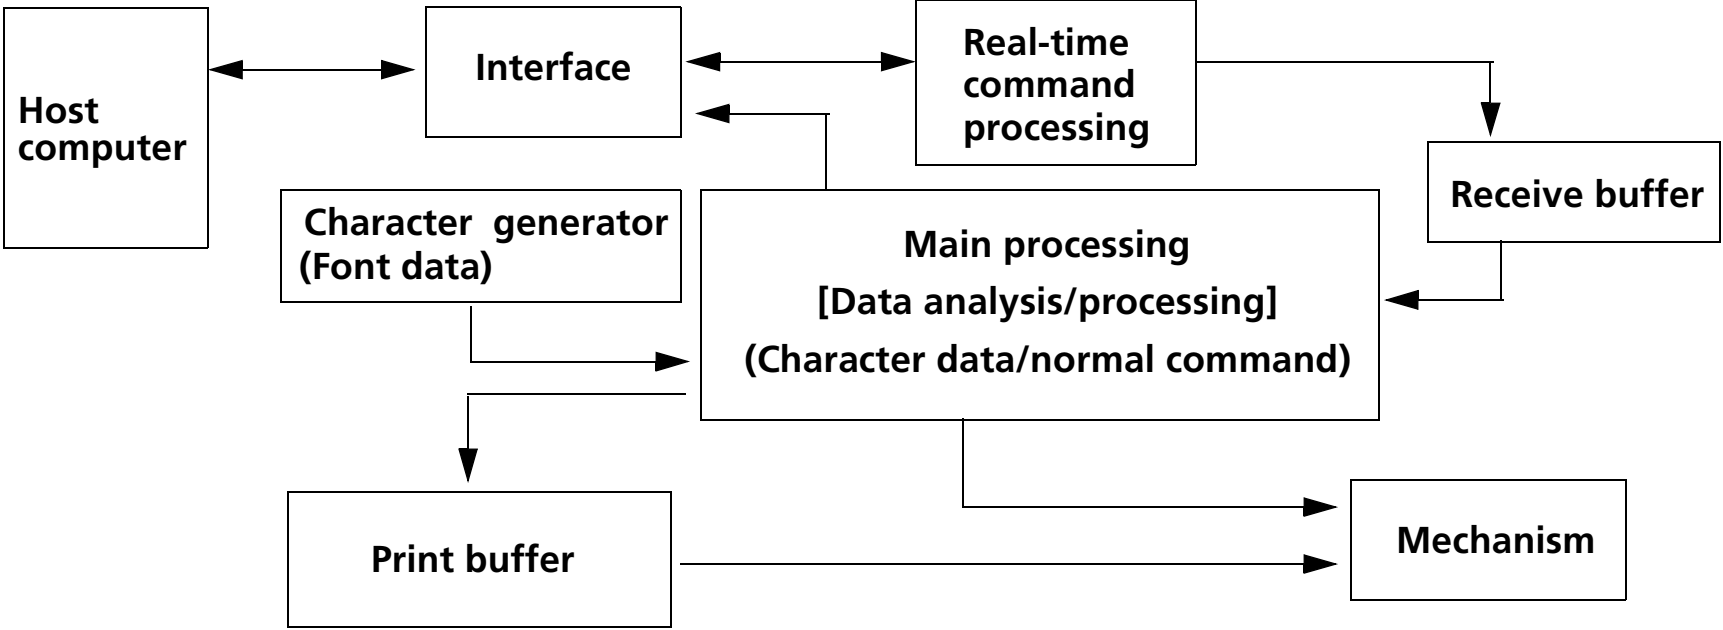 Host
computer
Interface
Real-time
command
processing
Receive buffer
Character generator
(Font data)
Main processing
[Data analysis/processing]
(Character data/normal command)
Print buffer
Mechanism